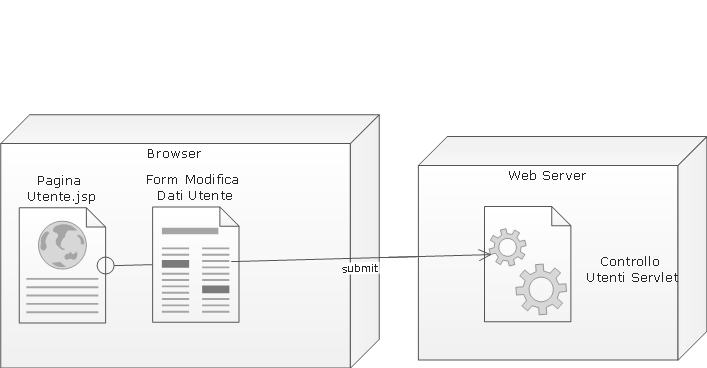 Browser
Pagina
Utente.jsp
Form Modifica
Dati Utente
submit
Web Server
Controllo
Utenti Servlet